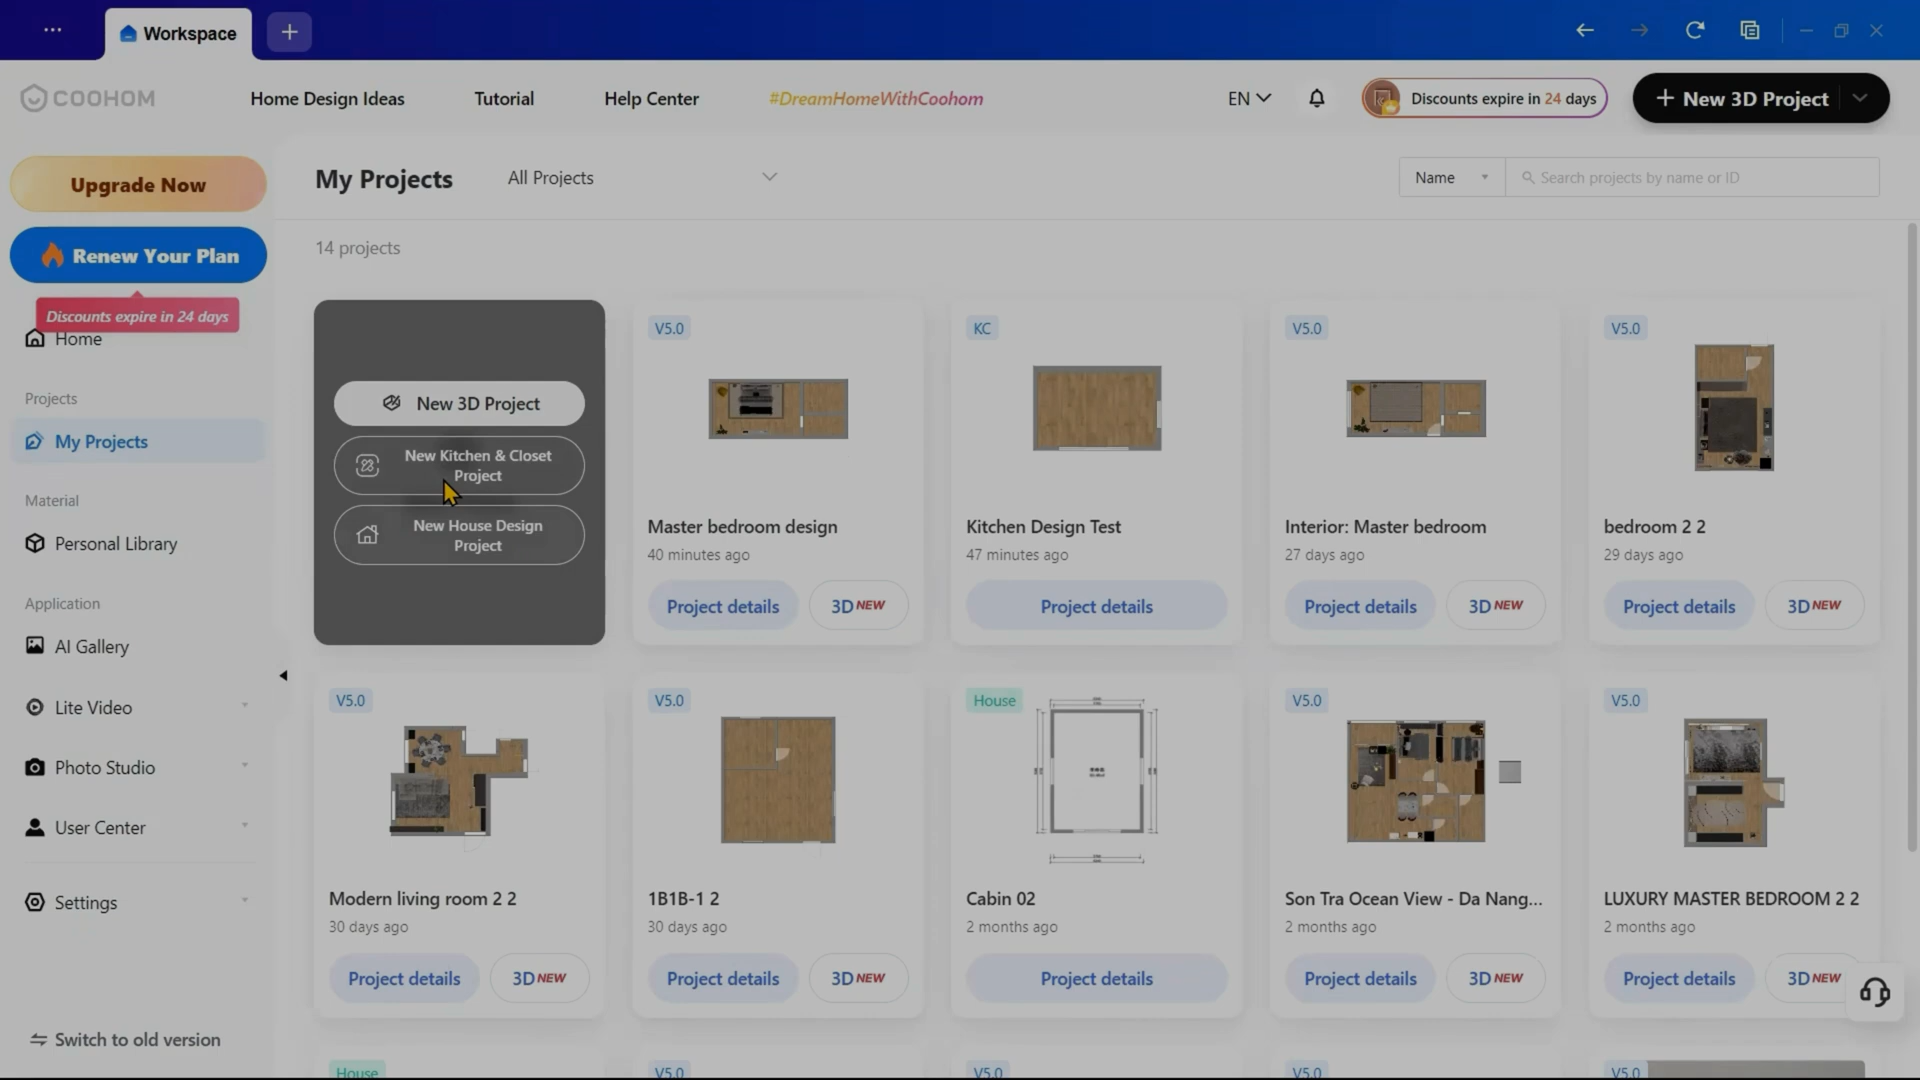 Workspace
COOHOM
Home Design Ideas
Tutorial
Help Center
#DreamHomeWithCoohom
EN
Discounts expire in 24 days
New 3D Project
Upgrade Now
Renew Your Plan
Discounts expire in 24 days
Home
Projects
My Projects
Material
Personal Library
Application
AI Gallery
Lite Video
Photo Studio
User Center
Settings
Switch to old version
My Projects
All Projects
Name
Search projects by name or ID
14 projects
New 3D Project
New Kitchen & Closet
Project
New House Design
Project
V5.0
Master bedroom design
40 minutes ago
Project details
3D NEW
KC
Kitchen Design Test
47 minutes ago
Project details
V5.0
Interior: Master bedroom
27 days ago
Project details
3D NEW
V5.0
bedroom 2 2
29 days ago
Project details
3D NEW
V5.0
Modern living room 2 2
30 days ago
Project details
3D NEW
V5.0
1B1B-1 2
30 days ago
Project details
3D NEW
House
Cabin 02
2 months ago
Project details
V5.0
Son Tra Ocean View - Da Nang...
2 months ago
Project details
3D NEW
V5.0
LUXURY MASTER BEDROOM 2 2
2 months ago
Project details
3D NEW
House
V5.0
V5.0
V5.0
V5.0